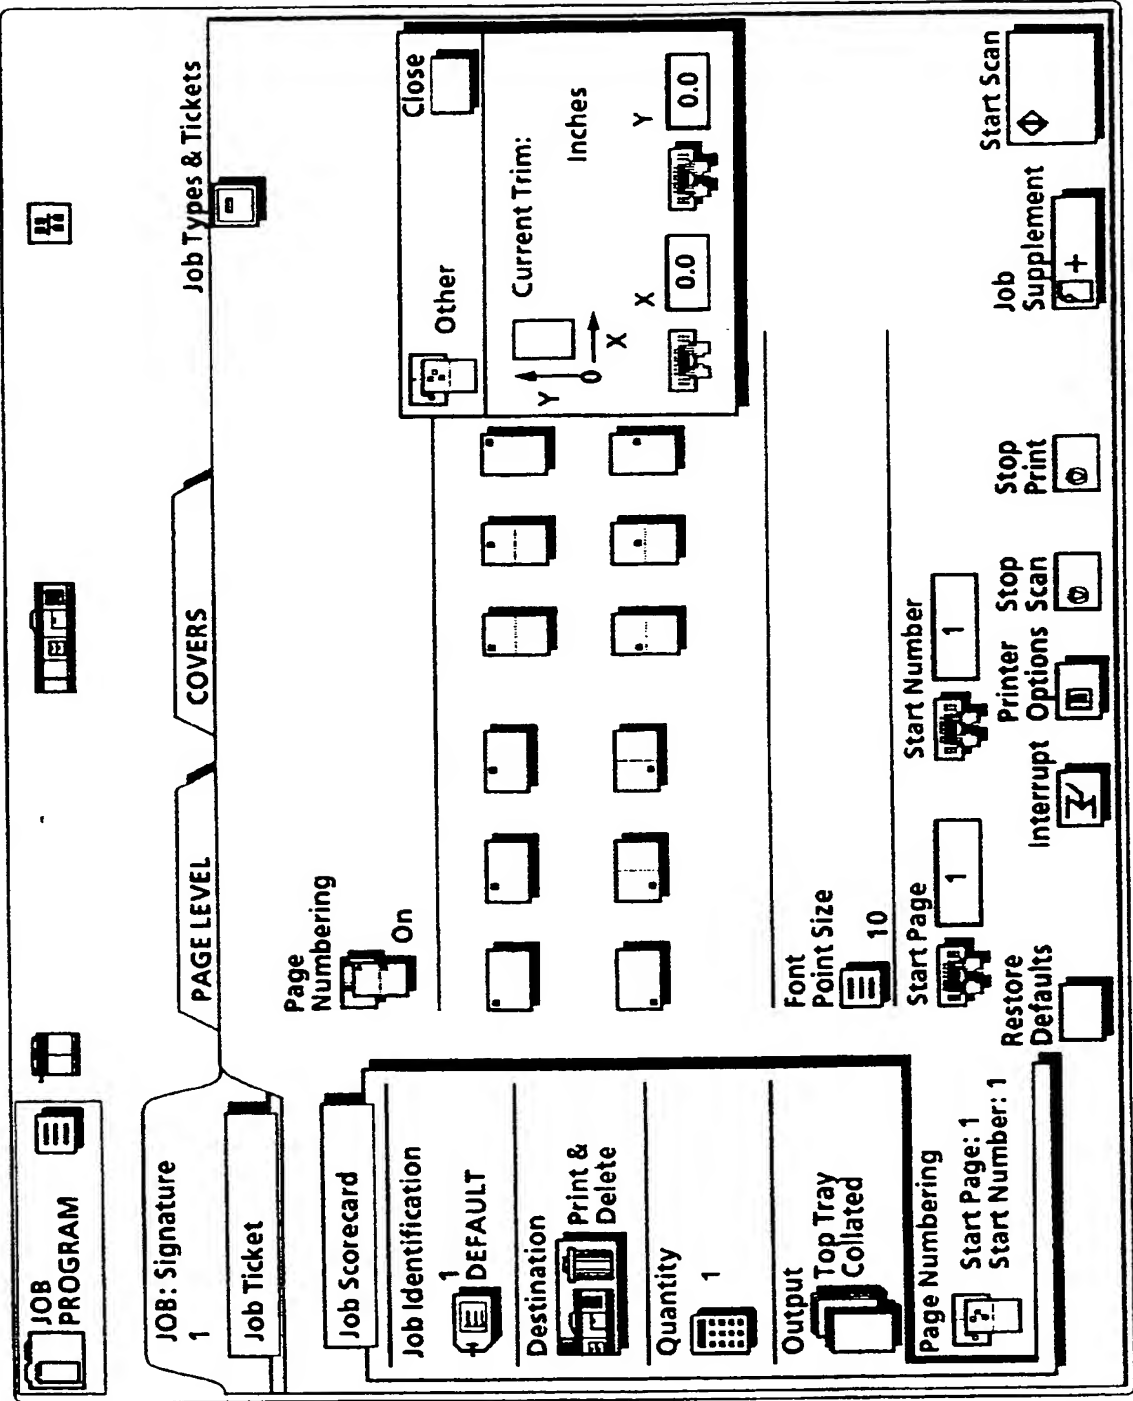 JOB
PROGRAM
JOB: Signature
1
PAGE LEVEL
COVERS
Job Types & Tickets
Job Ticket
Job Scorecard
Job Identification
1
DEFAULT
Destination
Print &
Delete
Quantity
1
Output
Top Tray
Collated
Page Numbering
Start Page: 1
Start Number: 1
Page
Numbering
On
Other
Close
Current Trim:
Y
0
X
Inches
X
Y
0.0
0.0
Font
Point Size
10
Start Page
1
Start Number
1
Restore
Defaults
Interrupt
Printer
Options
Stop
Scan
Stop
Print
Job
Supplement
+
Start Scan